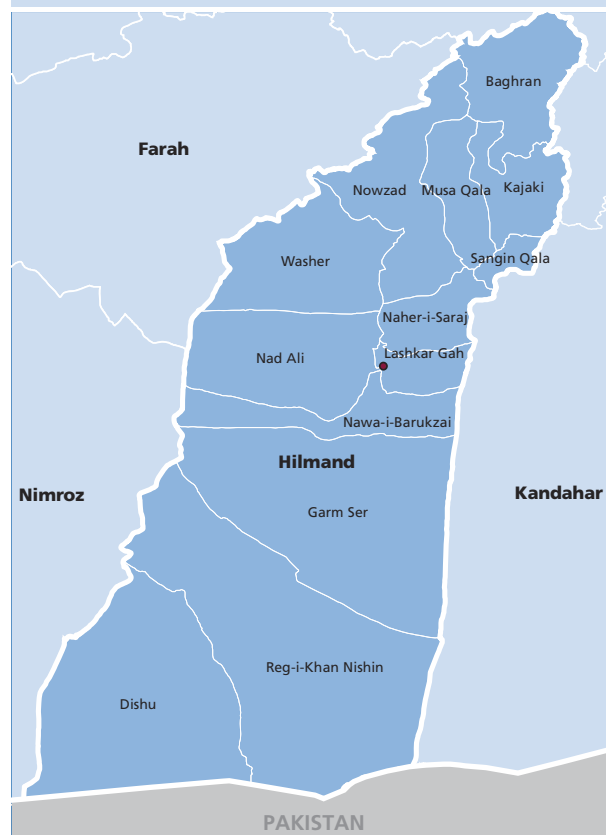 Baghran
Farah
Nowzad
Musa Qala
Kajaki
Washer
Sangin Qala
Naher-i-Saraj
Nad Ali
Lashkar Gah
Nawa-i-Barukzai
Hilmand
Nimroz
Kandahar
Garm Ser
Reg-i-Khan Nishin
Dishu
PAKISTAN